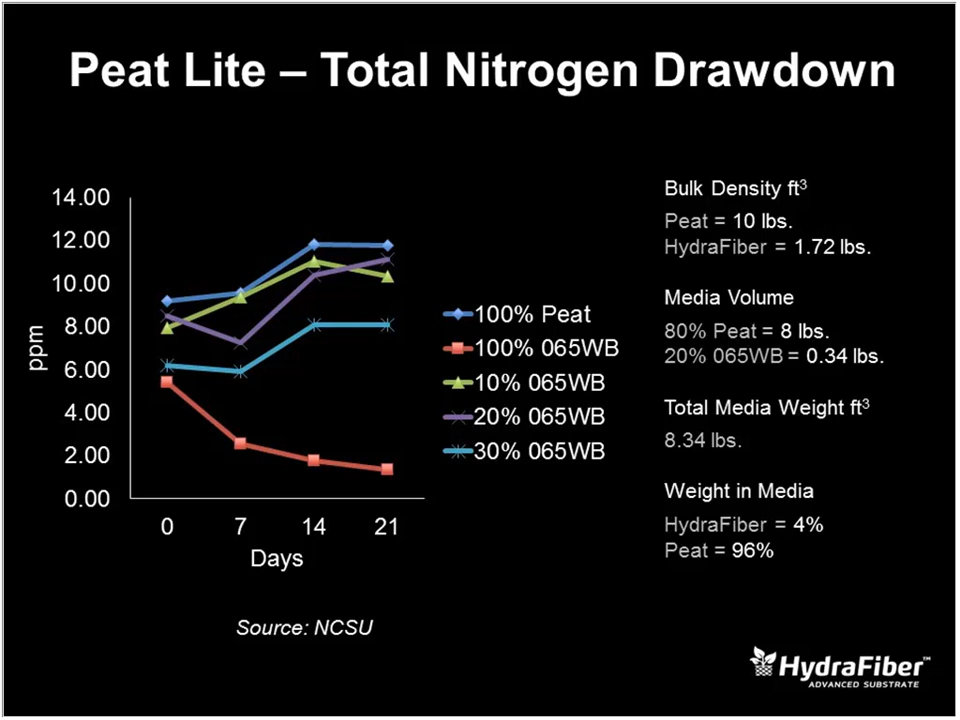 Peat Lite – Total Nitrogen Drawdown
14.00
12.00
10.00
8.00
6.00
4.00
2.00
0.00
ppm
0 7 14 21
Days
100% Peat
100% 065WB
10% 065WB
20% 065WB
30% 065WB
Source: NCSU
Bulk Density ft³
Peat = 10 lbs.
HydraFiber = 1.72 lbs.
Media Volume
80% Peat = 8 lbs.
20% 065WB = 0.34 lbs.
Total Media Weight ft³
8.34 lbs.
Weight in Media
HydraFiber = 4%
Peat = 96%
HydraFiber™
ADVANCED SUBSTRATE